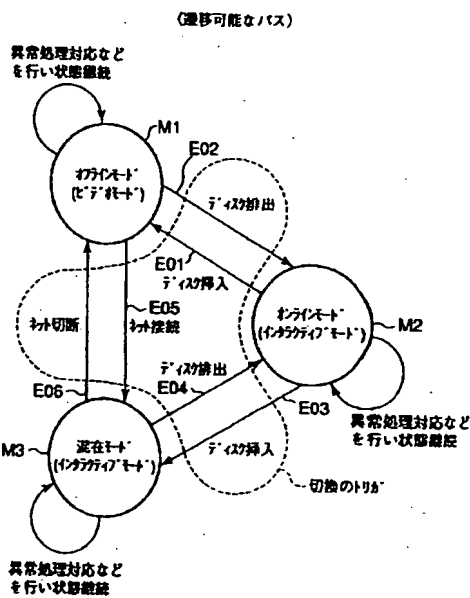 (遷移可能なパス)
異常処理対応など
を行い状態継続
M1
E02
オフラインモード
(ビデオモード)
ディスク排出
E01
ディスク挿入
E05
ネット接続
ネット切断
オンラインモード
(インタラクティブモード)
M2
ディスク排出
E04
E06
E03
異常処理対応など
を行い状態継続
M3
混在モード
(インタラクティブモード)
ディスク挿入
切換のトリガ
異常処理対応など
を行い状態継続